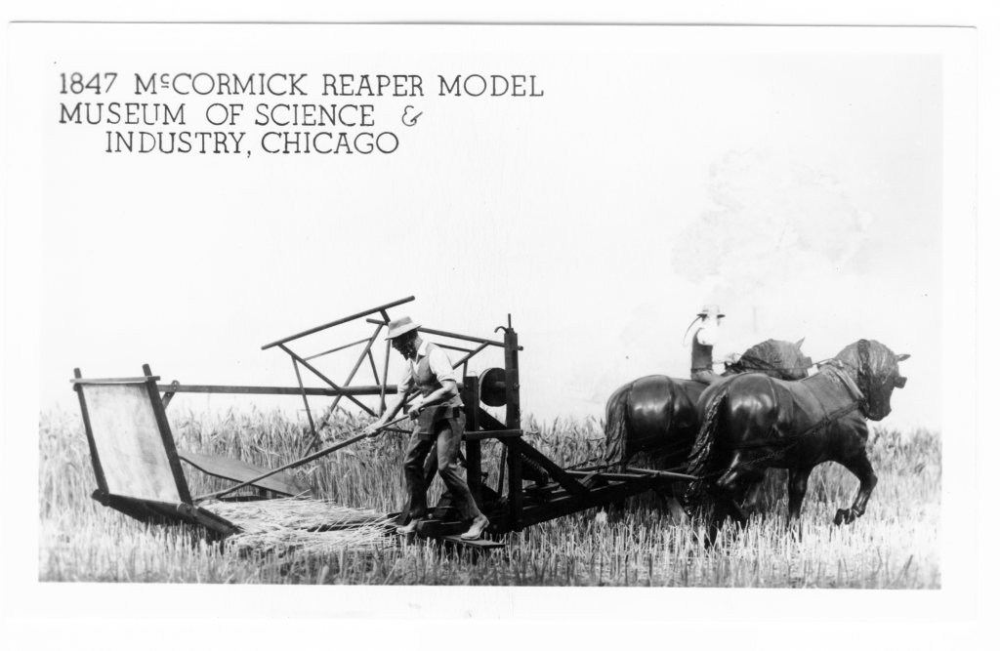 1847 McCORMICK REAPER MODEL
MUSEUM OF SCIENCE &
INDUSTRY, CHICAGO